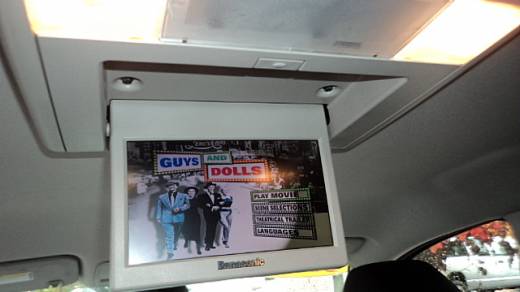 GUYS AND
DOLLS
PLAY MOVIE
SCENE SELECTIONS
THEATRICAL TRAILER
LANGUAGES
Panasonic